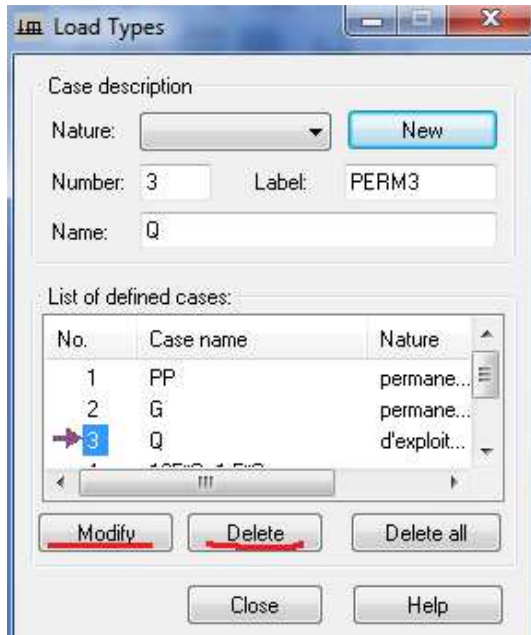 Load Types
Case description
Nature: New
Number: 3 Label: PERM3
Name: Q
List of defined cases:
No. Case name Nature
1 PP permane...
2 G permane...
3 Q d'exploit...
Modify Delete Delete all
Close Help